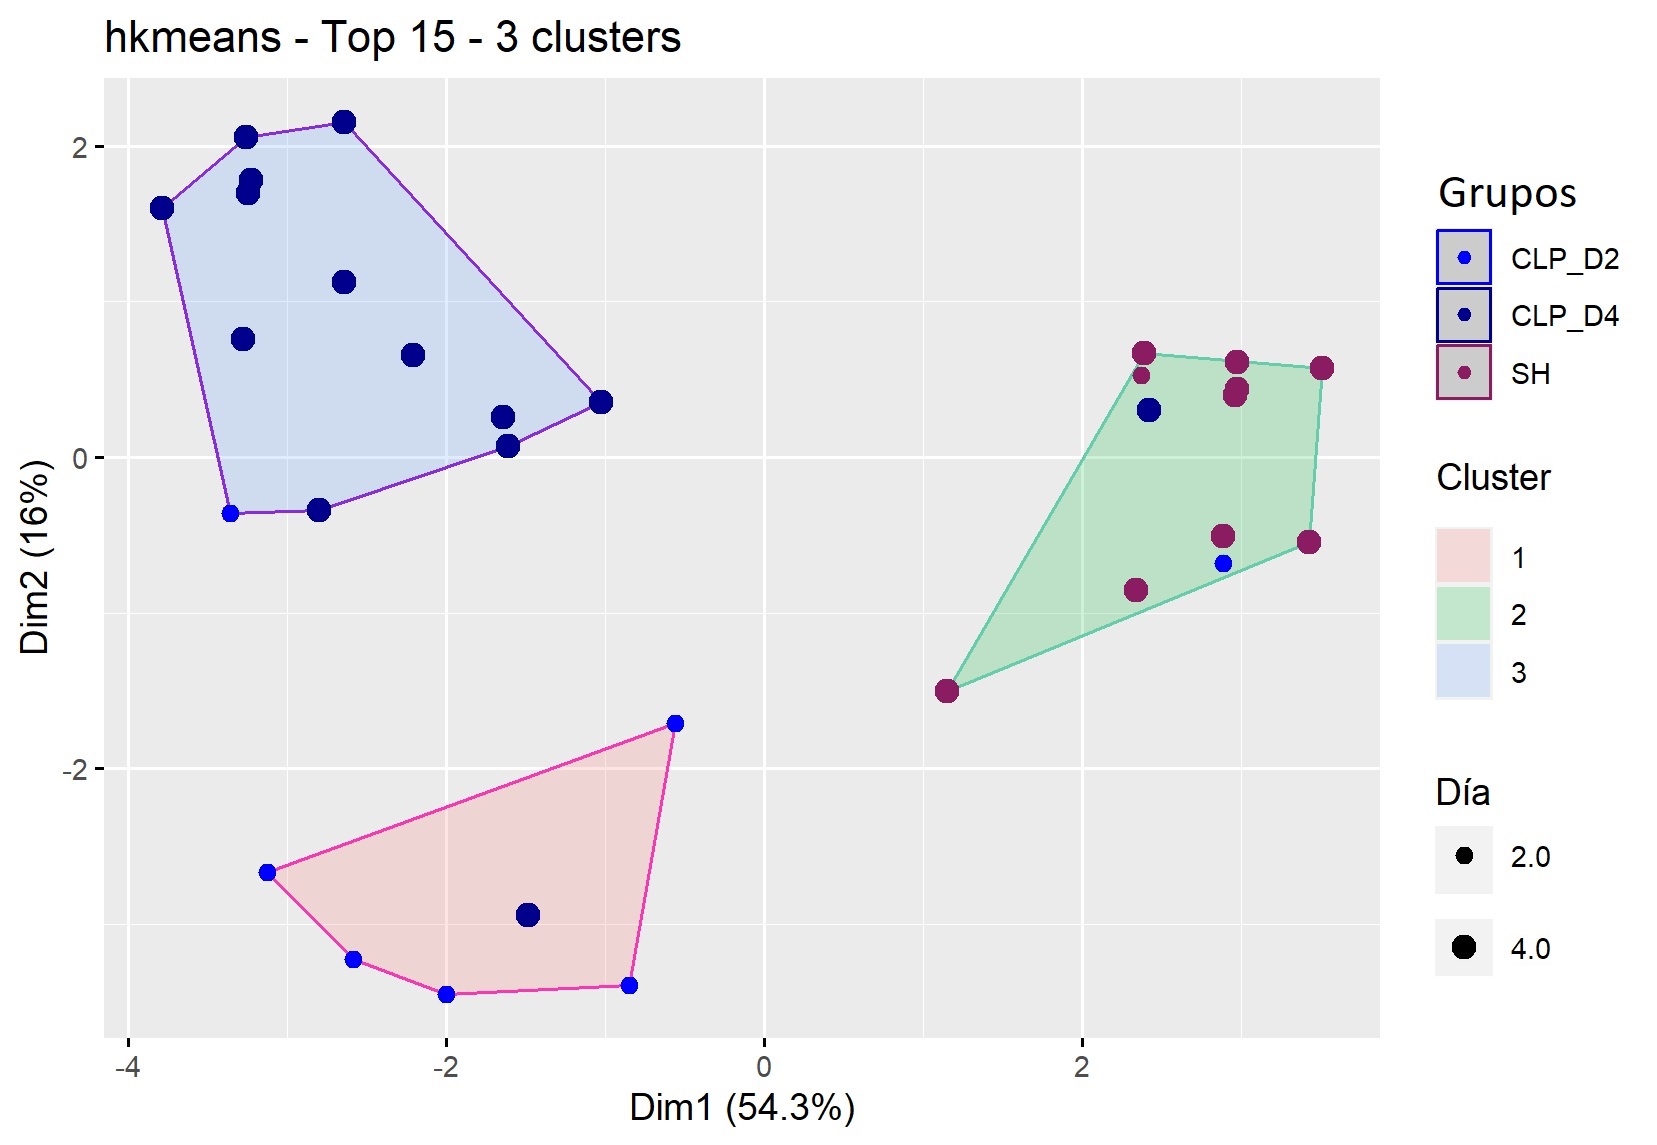 hkmeans - Top 15 - 3 clusters
2
0
-2
Dim2 (16%)
-4
-2
0
2
Dim1 (54.3%)
Grupos
CLP_D2
CLP_D4
SH
Cluster
1
2
3
Día
2.0
4.0